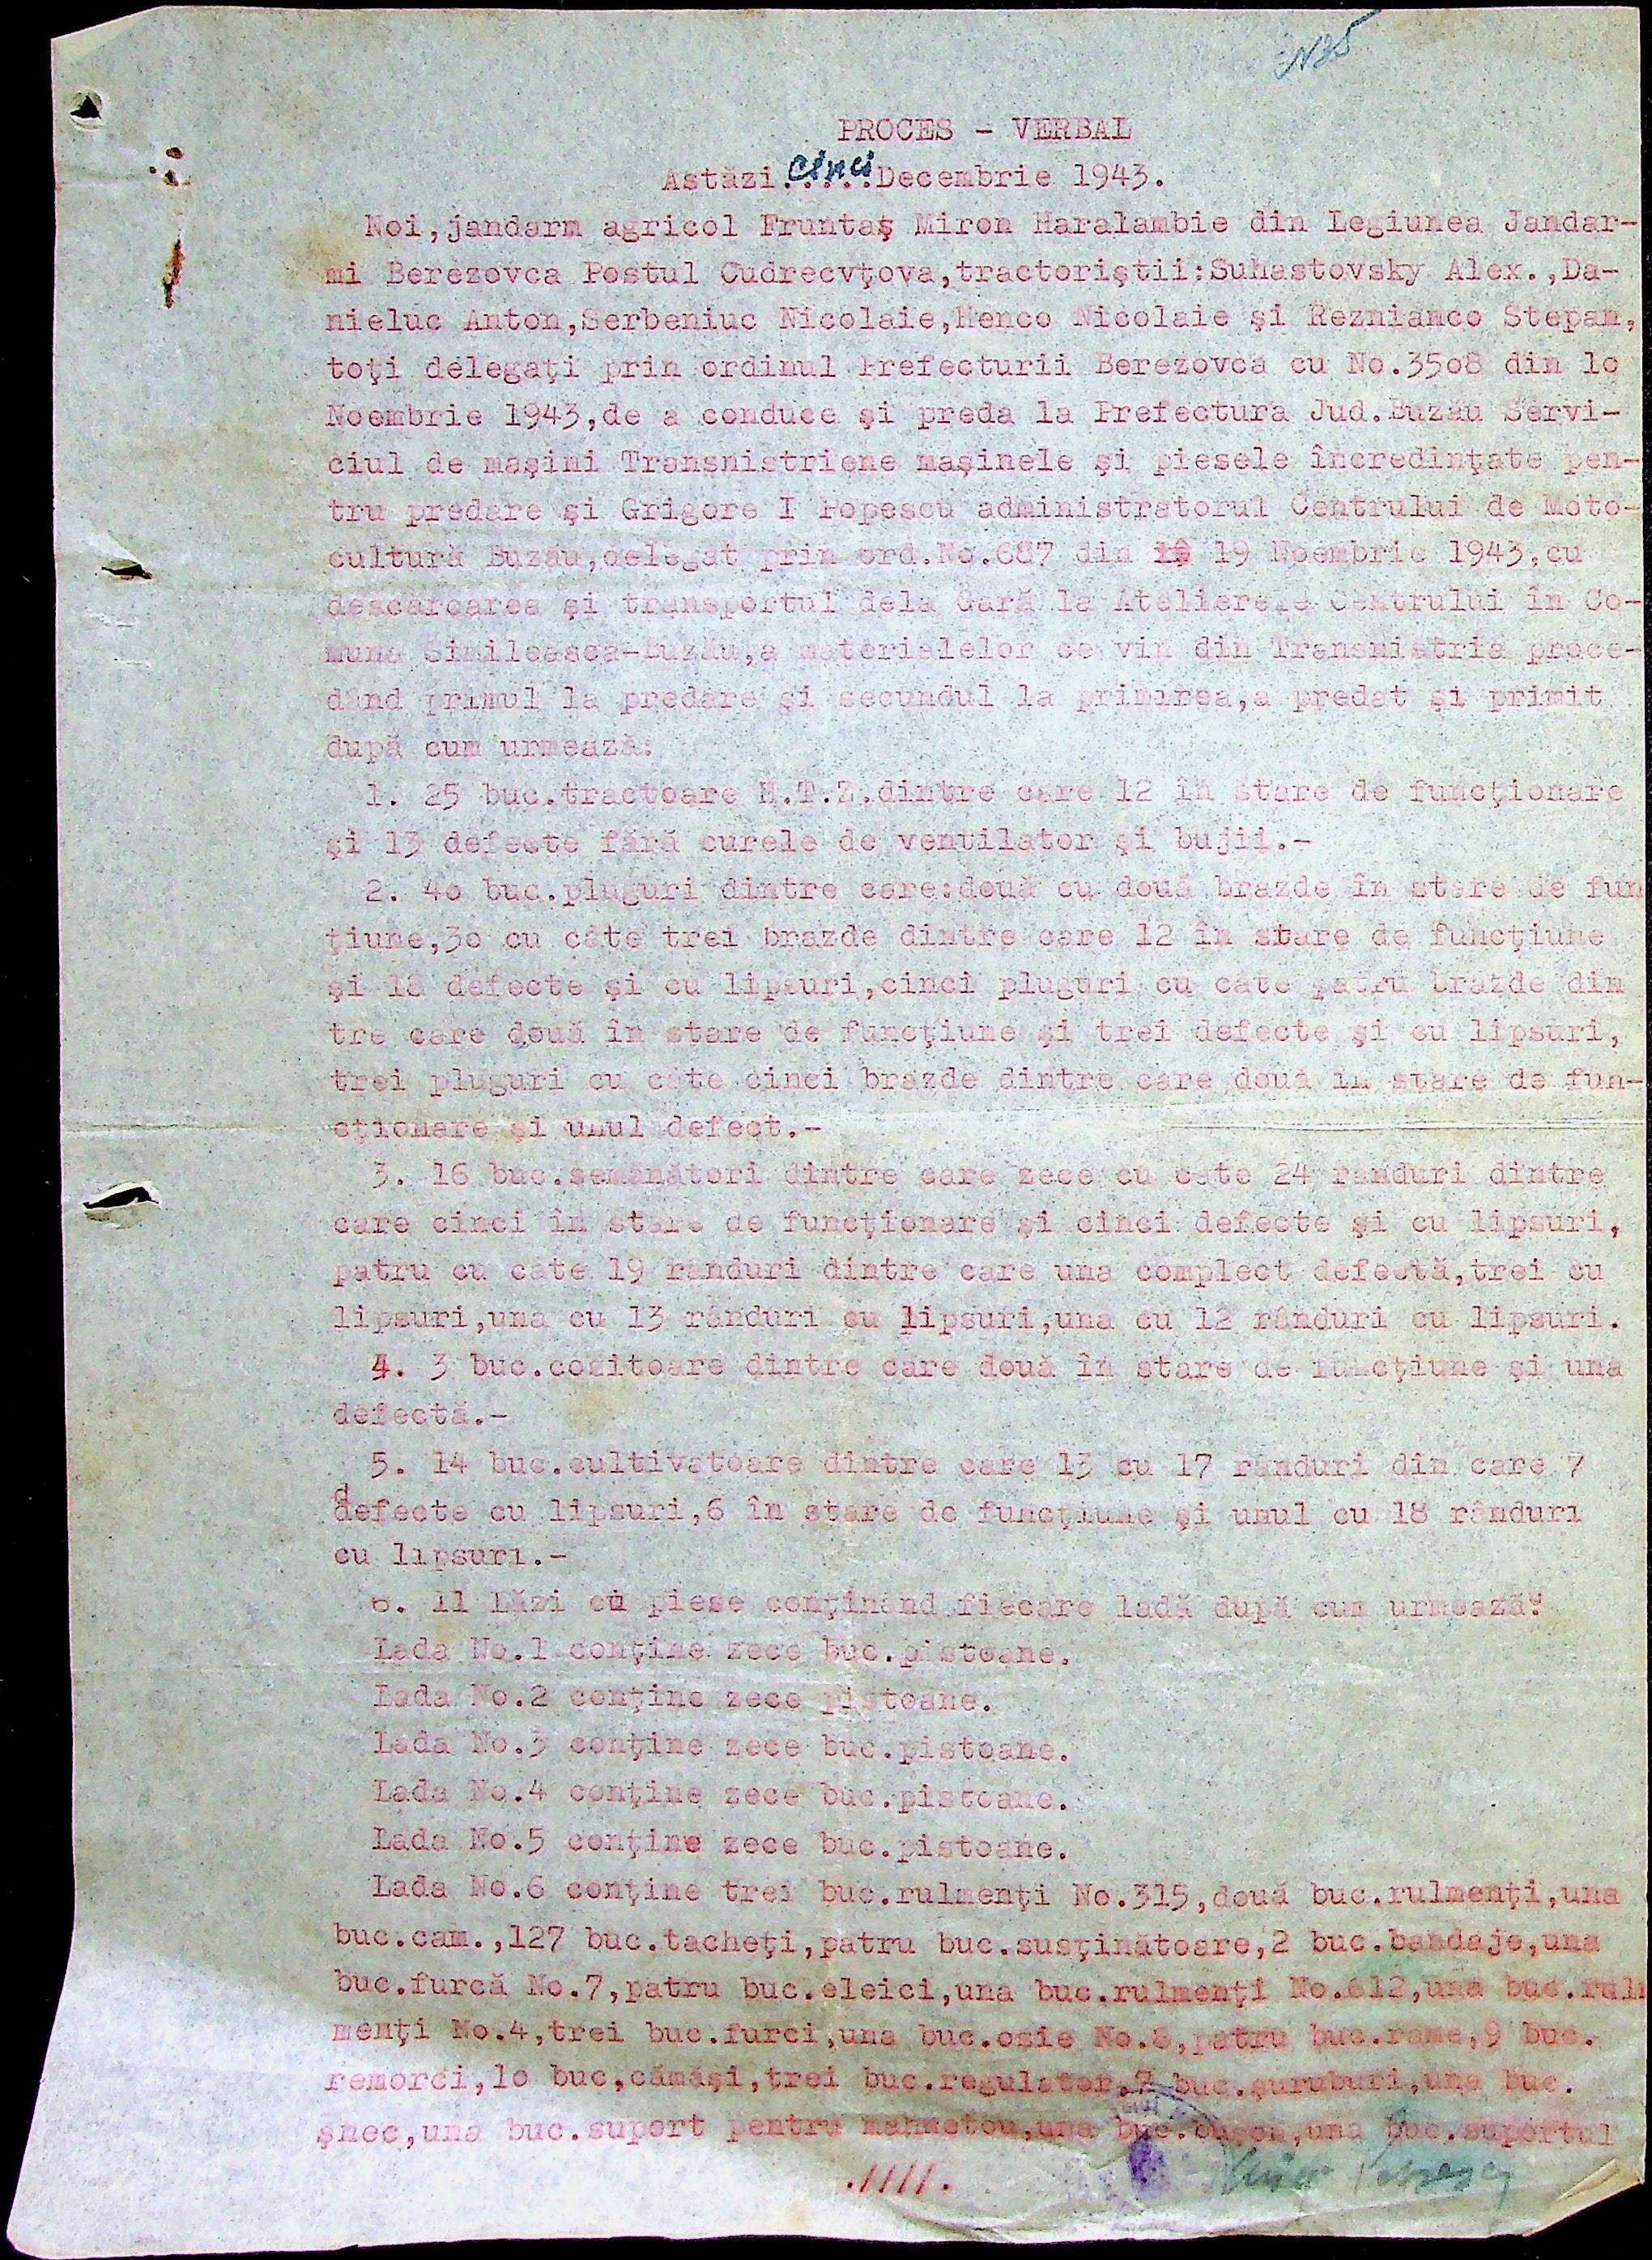 PROCES - VERBAL
Astăzi.cinci.Decembrie 1943.
Noi,jandarm agricol Fruntaş Miron Haralambie din Legiunea Jandar-
mi Berezovca Postul Cudrecvţova,tractoriştii:Suhastovsky Alex.,Da-
nieluc Anton,Serbeniuc Nicolaie,Henco Nicolaie şi Reznianco Stepan,
toţi delegaţi prin ordinul Prefecturii Berezovca cu No.35o8 din lo
Noembrie 1943,de a conduce şi preda la Prefectura Jud.Buzău Servi-
ciul de maşini Transnistriene maşinele şi piesele încredinţate pen-
tru predare şi Grigore I Popescu administratorul Centrului de Moto-
cultură Buzău,delegat prin ord.No.687 din 19 Noembrie 1943,cu
descărcarea şi transportul dela Gară la Atelierele Centrului în Co-
muna Simileasca-Buzău,a materialelor ce vin din Transnistria proce-
dând primul la predare şi secundul la primirea,a predat şi primit
după cum urmează:
1. 25 buc.tractoare H.T.Z.dintre care 12 în stare de funcţionare
şi 13 defecte fără curele de ventilator şi bujii.-
2. 4o buc.pluguri dintre care:două cu două brazde în stare de fun
ţiune,3o cu câte trei brazde dintre care 12 în stare de funcţiune
şi 18 defecte şi cu lipsuri,cinci pluguri cu câte patru brazde din
tre care două în stare de funcţiune şi trei defecte şi cu lipsuri,
trei pluguri cu câte cinci brazde dintre care două în stare de fun-
cţionare şi unul defect.-
3. 16 buc.semănători dintre care zece cu câte 24 rânduri dintre
care cinci în stare de funcţionare şi cinci defecte şi cu lipsuri,
patru cu câte 19 rânduri dintre care una complect defectă,trei cu
lipsuri,una cu 13 rânduri cu lipsuri,una cu 12 rânduri cu lipsuri.
4. 3 buc.cositoare dintre care două în stare de funcţiune şi una
defectă.-
5. 14 buc.cultivatoare dintre care 13 cu 17 rânduri din care 7
defecte cu lipsuri,6 în stare de funcţiune şi unul cu 18 rânduri
cu lipsuri.-
6. 11 Lăzi cu piese conţinând fiecare ladă după cum urmează:
Lada No.1 conţine zece buc.pistoane.
Lada No.2 conţine zece pistoane.
Lada No.3 conţine zece buc.pistoane.
Lada No.4 conţine zece buc.pistoane.
Lada No.5 conţine zece buc.pistoane.
Lada No.6 conţine trei buc.rulmenţi No.315,două buc.rulmenţi,una
buc.cam.,127 buc.tacheţi,patru buc.susţinătoare,2 buc.bandaje,una
buc.furcă No.7,patru buc.eleici,una buc.rulmenţi No.612,una buc.rul
menţi No.4,trei buc.furci,una buc.osie No.8,patru buc.rame,9 buc.
remorci,lo buc,cămăşi,trei buc.regulator,7 buc.şuruburi,una buc.
şnec,una buc.suport pentru mahnetou,una buc.buşon,una buc.suportul
.////.